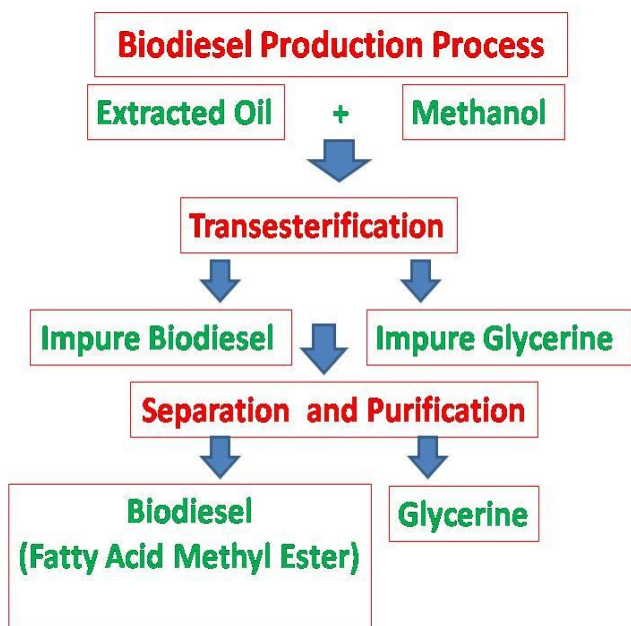 Biodiesel Production Process
Extracted Oil + Methanol
Transesterification
Impure Biodiesel Impure Glycerine
Separation and Purification
Biodiesel Glycerine
(Fatty Acid Methyl Ester)